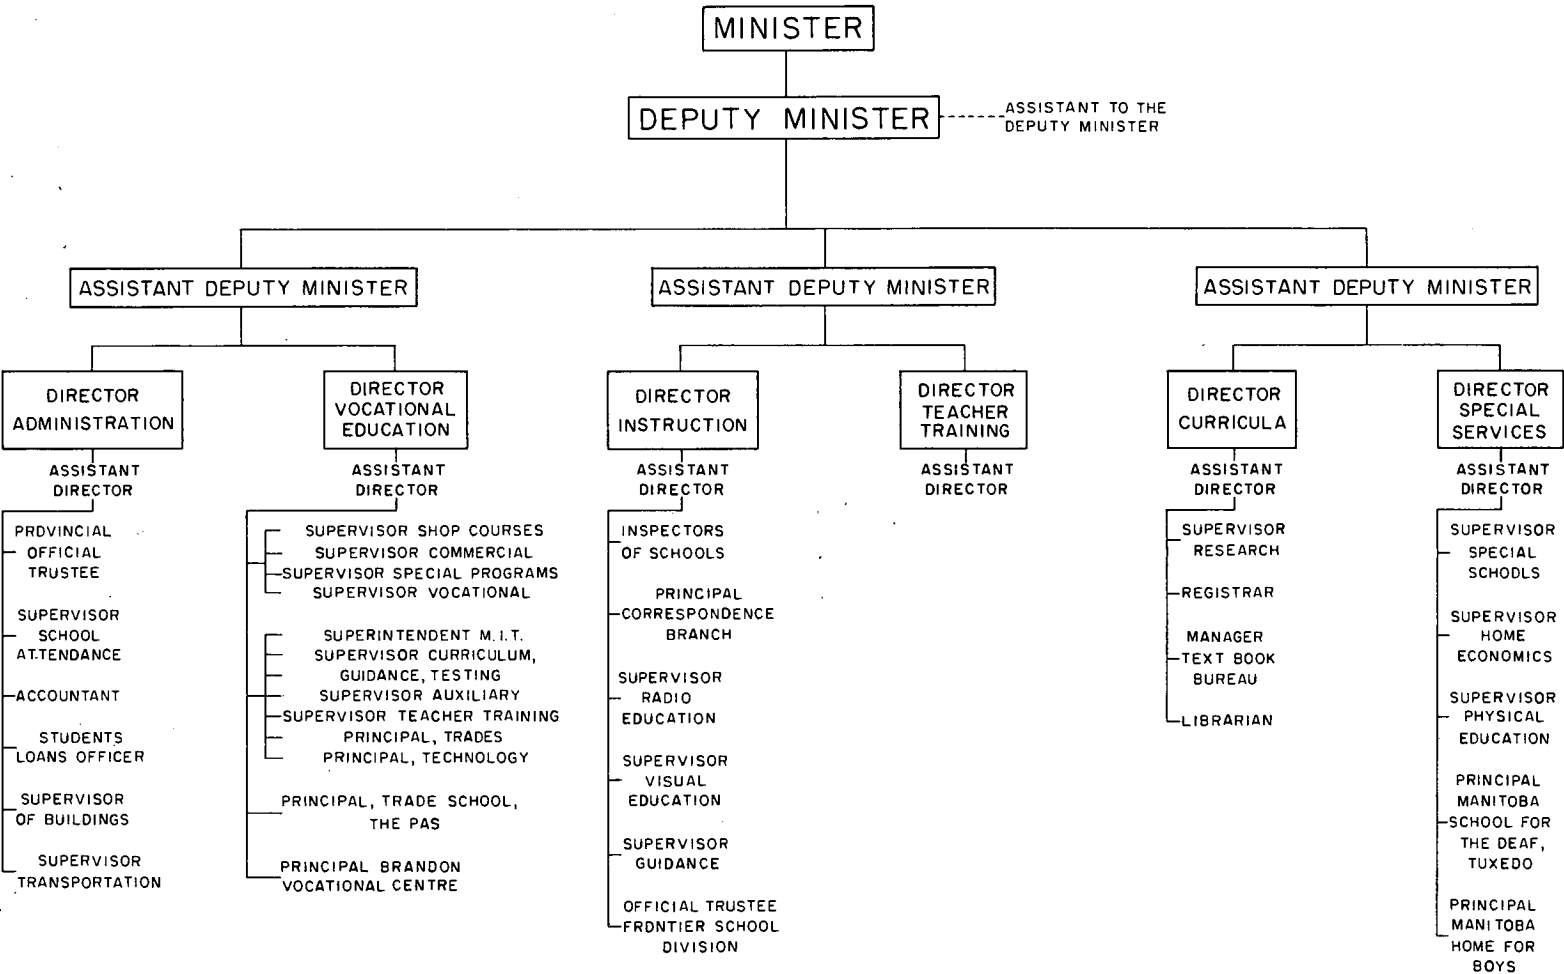 MINISTER
DEPUTY MINISTER
ASSISTANT TO THE
DEPUTY MINISTER
ASSISTANT DEPUTY MINISTER
ASSISTANT DEPUTY MINISTER
ASSISTANT DEPUTY MINISTER
DIRECTOR
ADMINISTRATION
ASSISTANT
DIRECTOR
PROVINCIAL
OFFICIAL
TRUSTEE
SUPERVISOR
SCHOOL
ATTENDANCE
ACCOUNTANT
STUDENTS
LOANS OFFICER
SUPERVISOR
OF BUILDINGS
SUPERVISOR
TRANSPORTATION
DIRECTOR
VOCATIONAL
EDUCATION
ASSISTANT
DIRECTOR
SUPERVISOR SHOP COURSES
SUPERVISOR COMMERCIAL
SUPERVISOR SPECIAL PROGRAMS
SUPERVISOR VOCATIONAL
SUPERINTENDENT M.I.T.
SUPERVISOR CURRICULUM,
GUIDANCE, TESTING
SUPERVISOR AUXILIARY
SUPERVISOR TEACHER TRAINING
PRINCIPAL, TRADES
PRINCIPAL, TECHNOLOGY
PRINCIPAL, TRADE SCHOOL,
THE PAS
PRINCIPAL BRANDON
VOCATIONAL CENTRE
DIRECTOR
INSTRUCTION
ASSISTANT
DIRECTOR
INSPECTORS
OF SCHOOLS
PRINCIPAL
CORRESPONDENCE
BRANCH
SUPERVISOR
RADIO
EDUCATION
SUPERVISOR
VISUAL
EDUCATION
SUPERVISOR
GUIDANCE
OFFICIAL TRUSTEE
FRONTIER SCHOOL
DIVISION
DIRECTOR
TEACHER
TRAINING
ASSISTANT
DIRECTOR
DIRECTOR
CURRICULA
ASSISTANT
DIRECTOR
SUPERVISOR
RESEARCH
REGISTRAR
MANAGER
TEXT BOOK
BUREAU
LIBRARIAN
DIRECTOR
SPECIAL
SERVICES
ASSISTANT
DIRECTOR
SUPERVISOR
SPECIAL
SCHOOLS
SUPERVISOR
HOME
ECONOMICS
SUPERVISOR
PHYSICAL
EDUCATION
PRINCIPAL
MANITOBA
SCHOOL FOR
THE DEAF,
TUXEDO
PRINCIPAL
MANITOBA
HOME FOR
BOYS